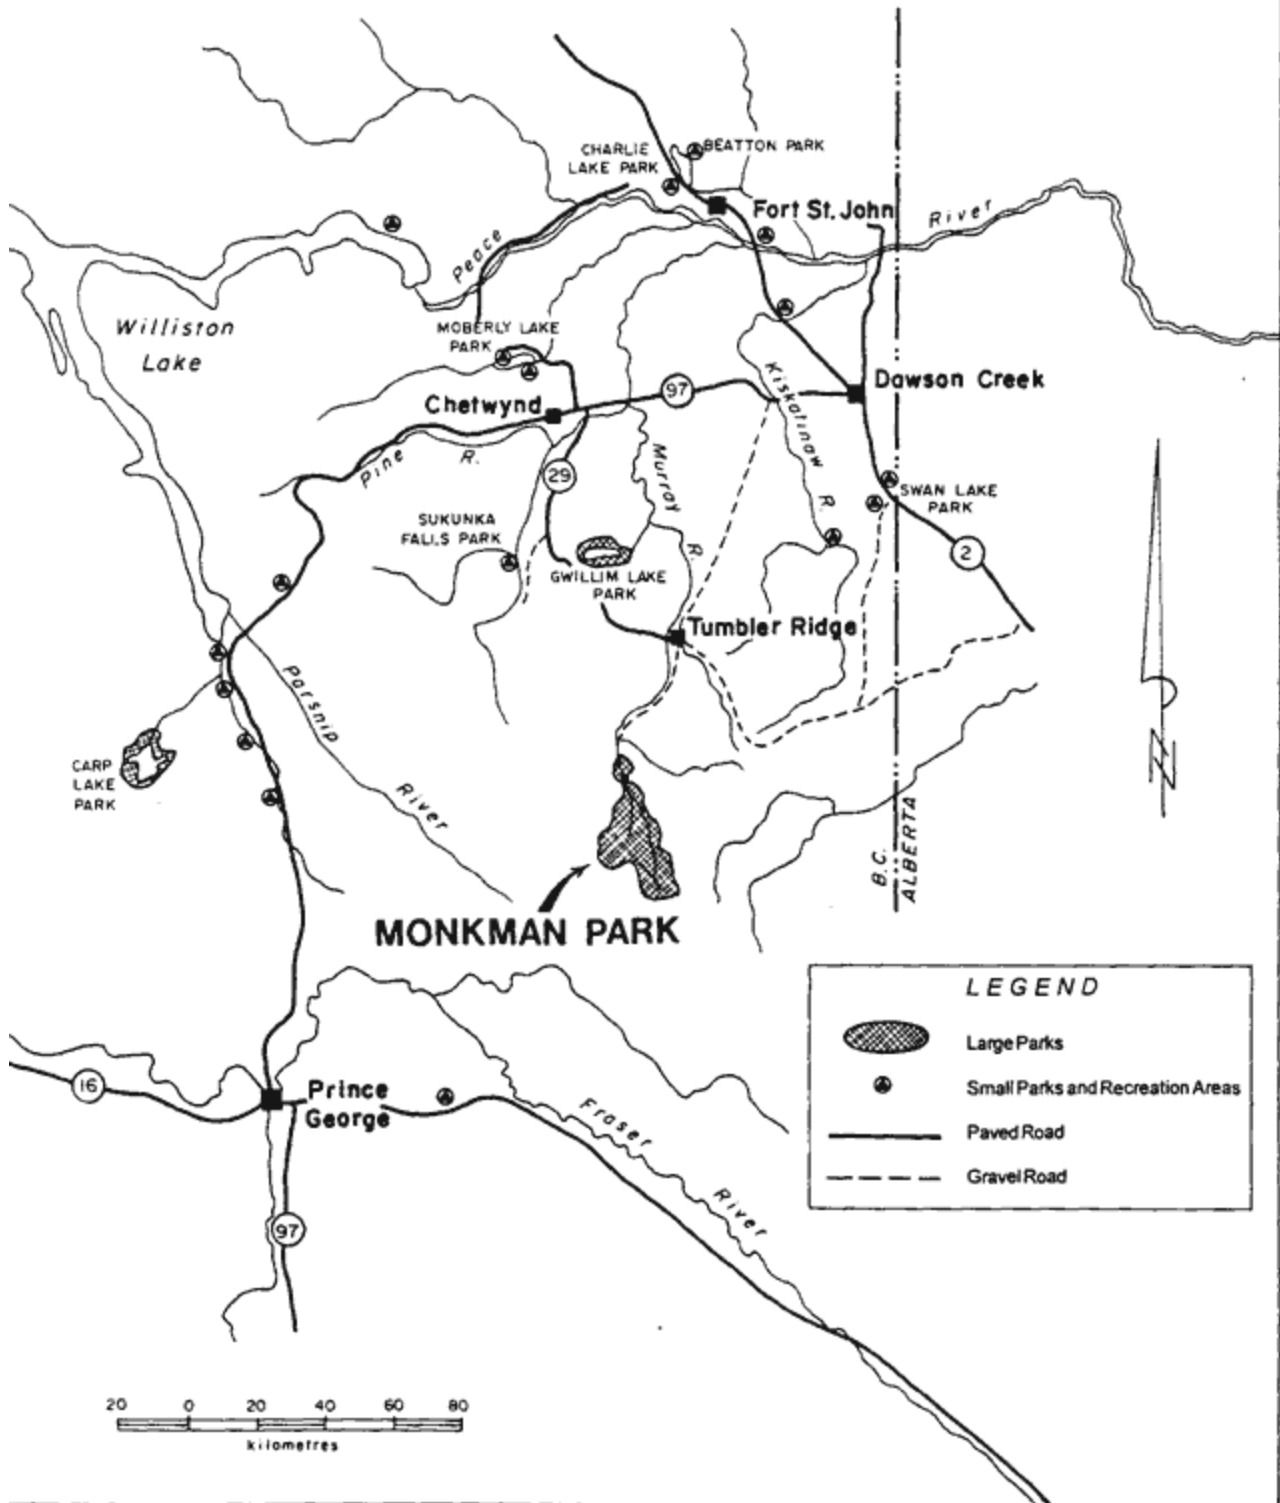 CHARLIE
LAKE PARK
BEATTON PARK
Fort St. John
River
Peace
Williston
Lake
MOBERLY LAKE
PARK
Chetwynd
97
Dawson Creek
Kiskatinaw
R.
Pine
R.
29
Murray
R.
SUKUNKA
FALLS PARK
SWAN LAKE
PARK
2
GWILLIM LAKE
PARK
Tumbler Ridge
Parsnip
River
CARP
LAKE
PARK
B.C.
ALBERTA
N
MONKMAN PARK
LEGEND
Large Parks
Small Parks and Recreation Areas
Paved Road
Gravel Road
16
Prince
George
Fraser
River
97
20 0 20 40 60 80
kilometres